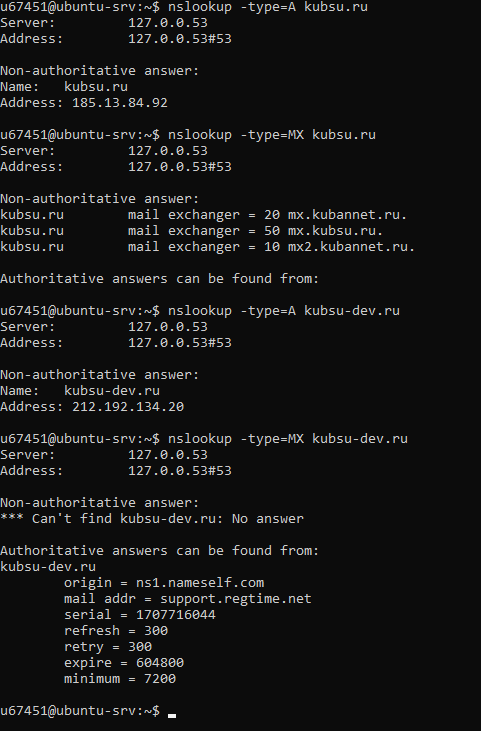 u67451@ubuntu-srv:~$ nslookup -type=A kubsu.ru
Server:         127.0.0.53
Address:        127.0.0.53#53

Non-authoritative answer:
Name:   kubsu.ru
Address: 185.13.84.92

u67451@ubuntu-srv:~$ nslookup -type=MX kubsu.ru
Server:         127.0.0.53
Address:        127.0.0.53#53

Non-authoritative answer:
kubsu.ru        mail exchanger = 20 mx.kubannet.ru.
kubsu.ru        mail exchanger = 50 mx.kubsu.ru.
kubsu.ru        mail exchanger = 10 mx2.kubannet.ru.

Authoritative answers can be found from:

u67451@ubuntu-srv:~$ nslookup -type=A kubsu-dev.ru
Server:         127.0.0.53
Address:        127.0.0.53#53

Non-authoritative answer:
Name:   kubsu-dev.ru
Address: 212.192.134.20

u67451@ubuntu-srv:~$ nslookup -type=MX kubsu-dev.ru
Server:         127.0.0.53
Address:        127.0.0.53#53

Non-authoritative answer:
*** Can't find kubsu-dev.ru: No answer

Authoritative answers can be found from:
kubsu-dev.ru
        origin = ns1.nameself.com
        mail addr = support.regtime.net
        serial = 1707716044
        refresh = 300
        retry = 300
        expire = 604800
        minimum = 7200

u67451@ubuntu-srv:~$